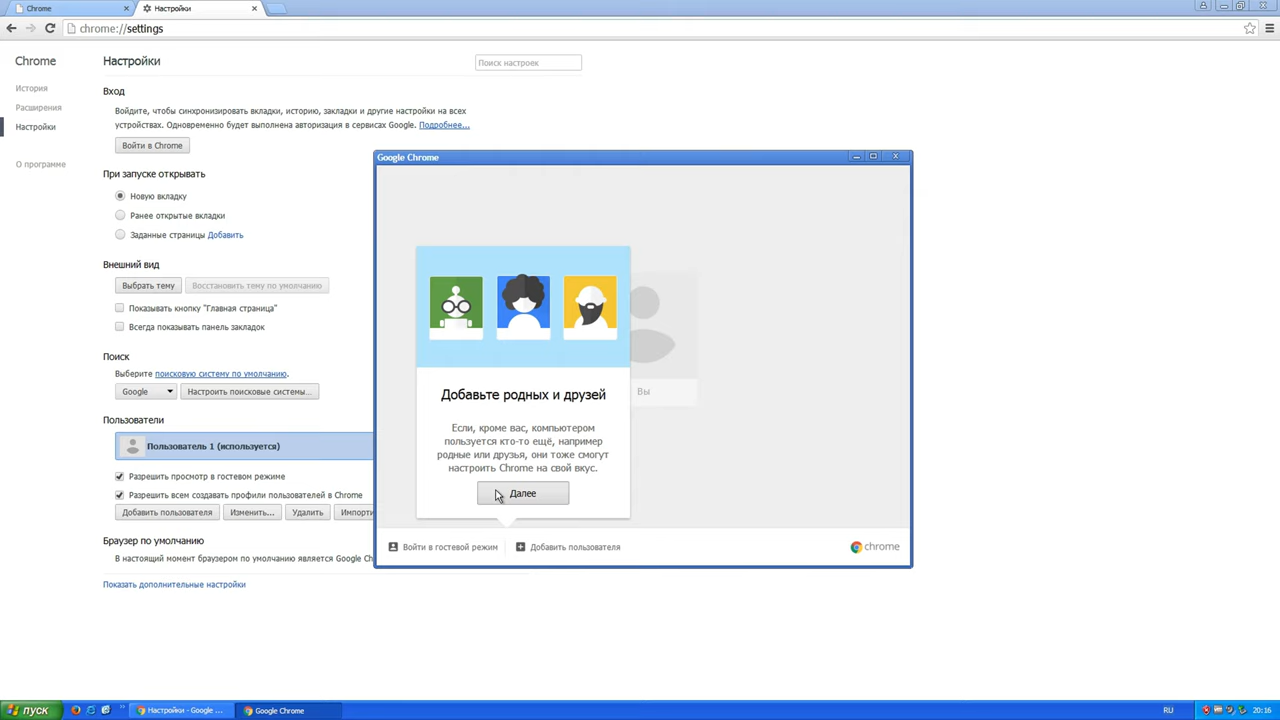 Chrome
Настройки
chrome://settings
Chrome
История
Расширения
Настройки
О программе
Настройки
Поиск настроек
Вход
Войдите, чтобы синхронизировать вкладки, историю, закладки и другие настройки на всех
устройствах. Одновременно будет выполнена авторизация в сервисах Google. Подробнее...
Войти в Chrome
При запуске открывать
Новую вкладку
Ранее открытые вкладки
Заданные страницы Добавить
Внешний вид
Выбрать тему
Восстановить тему по умолчанию
Показывать кнопку "Главная страница"
Всегда показывать панель закладок
Поиск
Выберите поисковую систему по умолчанию.
Google
Настроить поисковые системы...
Пользователи
Пользователь 1 (используется)
Разрешить просмотр в гостевом режиме
Разрешить всем создавать профили пользователей в Chrome
Добавить пользователя
Изменить...
Удалить
Импорти
Браузер по умолчанию
В настоящий момент браузером по умолчанию является Google Ch
Показать дополнительные настройки
Google Chrome
Вы
Добавьте родных и друзей
Если, кроме вас, компьютером
пользуется кто-то ещё, например
родные или друзья, они тоже смогут
настроить Chrome на свой вкус.
Далее
Войти в гостевой режим
Добавить пользователя
chrome
пуск
Настройки - Google ...
Google Chrome
RU
20:16